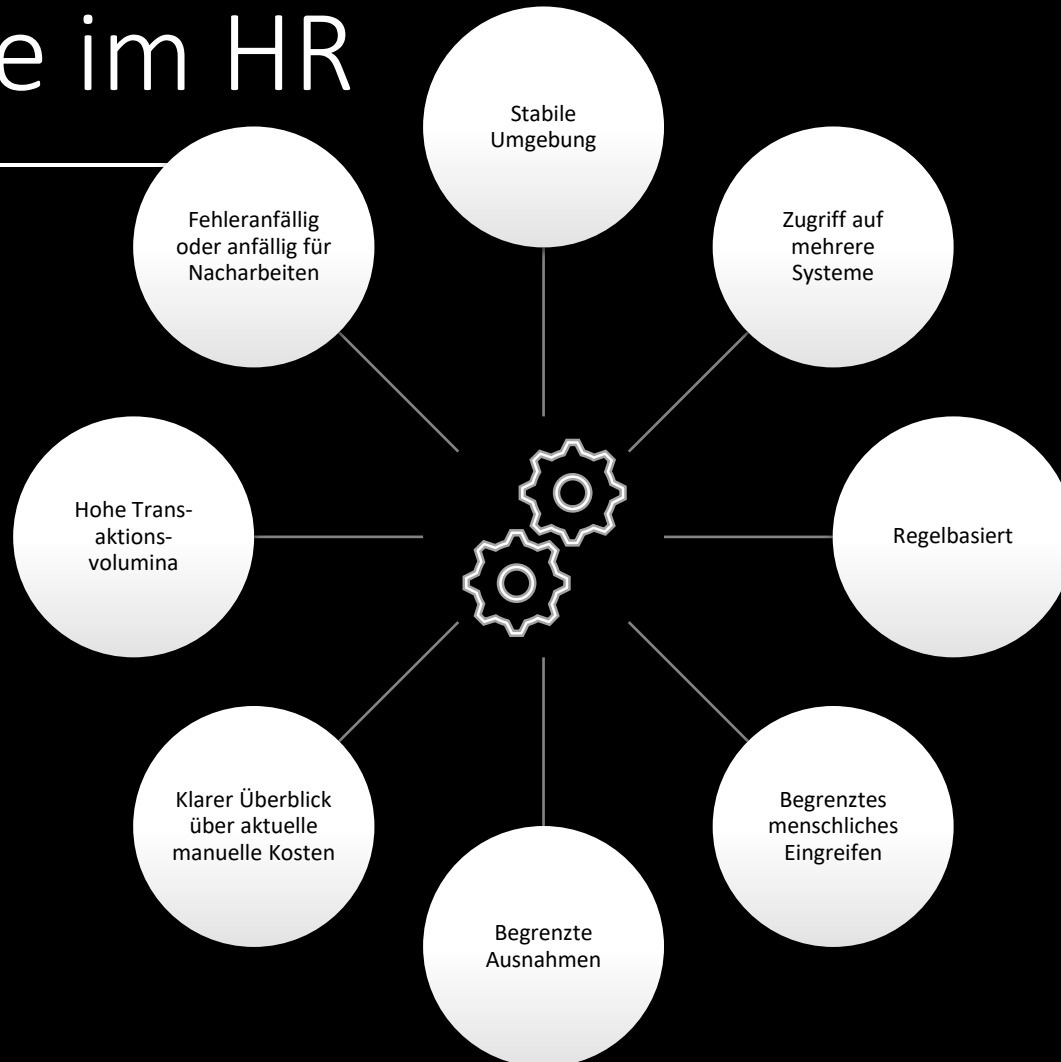 e im HR
Stabile
Umgebung
Zugriff auf
mehrere
Systeme
Regelbasiert
Begrenztes
menschliches
Eingreifen
Begrenzte
Ausnahmen
Klarer Überblick
über aktuelle
manuelle Kosten
Hohe Trans-
aktions-
volumina
Fehleranfällig
oder anfällig für
Nacharbeiten